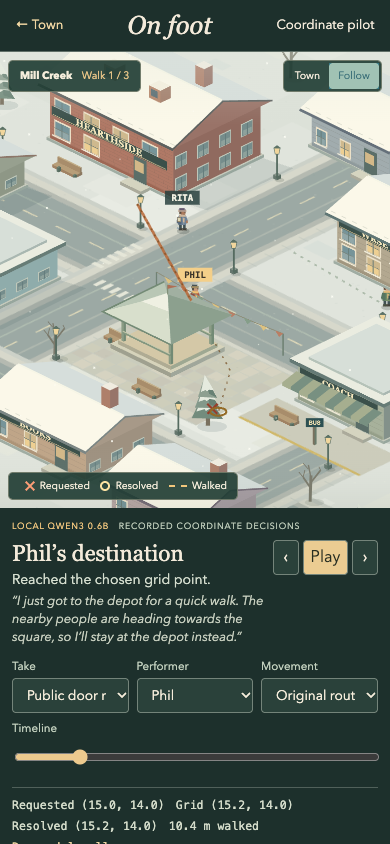 ← Town
On foot
Coordinate pilot
Mill Creek Walk 1 / 3
Town Follow
HEARTHSIDE
RITA
PHIL
COACH
BUS
BOOKS
Requested Resolved Walked
LOCAL QWEN3 0.6B RECORDED COORDINATE DECISIONS
Phil's destination
‹ Play ›
Reached the chosen grid point.
“I just got to the depot for a quick walk. The
nearby people are heading towards the
square, so I’ll stay at the depot instead.”
Take Performer Movement
Public door r Phil Original rout
Timeline
Requested (15.0, 14.0) Grid (15.2, 14.0)
Resolved (15.2, 14.0) 10.4 m walked